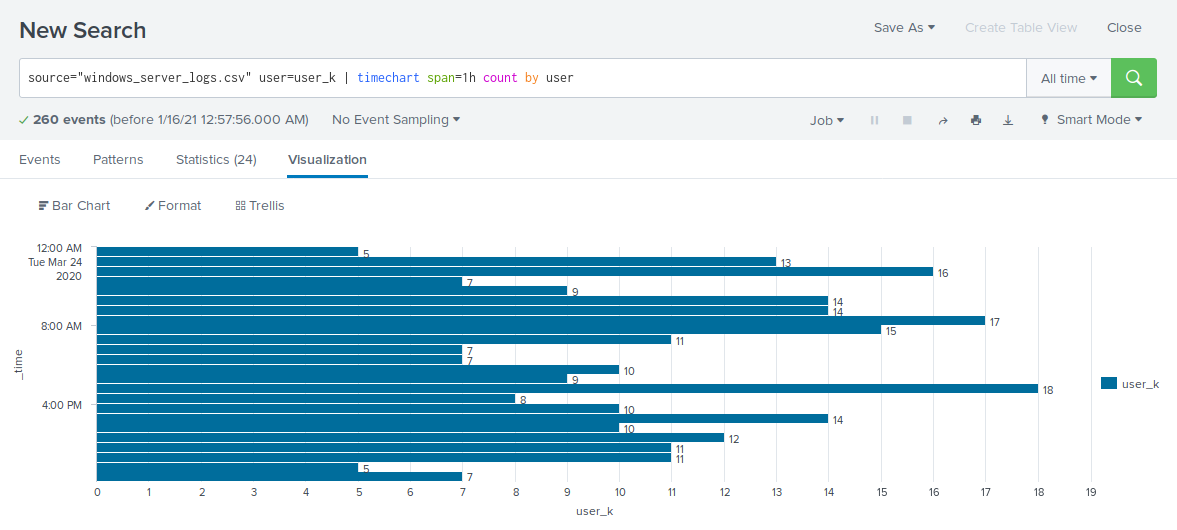 New Search
Save As
Create Table View
Close
source="windows_server_logs.csv" user=user_k | timechart span=1h count by user
All time
260 events (before 1/16/21 12:57:56.000 AM)
No Event Sampling
Job
Smart Mode
Events
Patterns
Statistics (24)
Visualization
Bar Chart
Format
Trellis
_time
12:00 AM
Tue Mar 24
2020
8:00 AM
4:00 PM
5
13
16
7
9
14
14
17
15
11
7
7
10
9
18
8
10
14
10
12
11
11
5
7
user_k
0 1 2 3 4 5 6 7 8 9 10 11 12 13 14 15 16 17 18 19
user_k